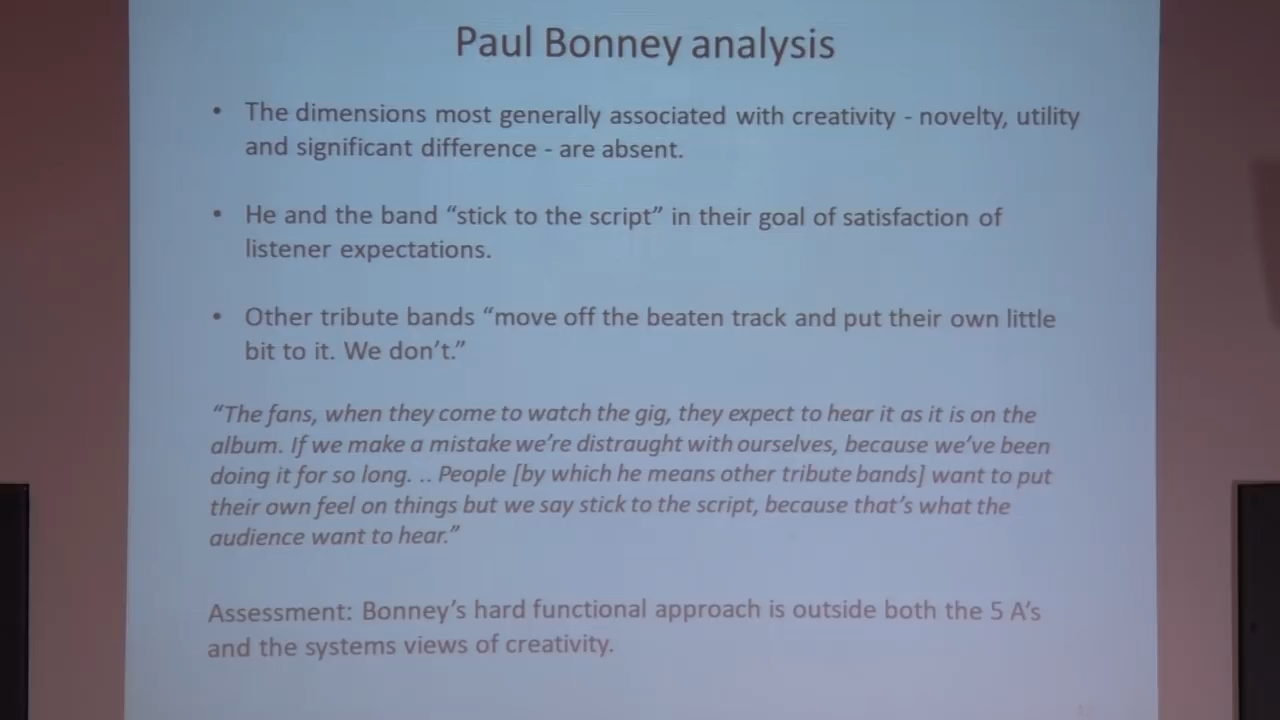 Paul Bonney analysis
• The dimensions most generally associated with creativity - novelty, utility
and significant difference - are absent.
• He and the band “stick to the script” in their goal of satisfaction of
listener expectations.
• Other tribute bands “move off the beaten track and put their own little
bit to it. We don’t.”
“The fans, when they come to watch the gig, they expect to hear it as it is on the
album. If we make a mistake we’re distraught with ourselves, because we’ve been
doing it for so long. .. People [by which he means other tribute bands] want to put
their own feel on things but we say stick to the script, because that’s what the
audience want to hear.”
Assessment: Bonney’s hard functional approach is outside both the 5 A’s
and the systems views of creativity.